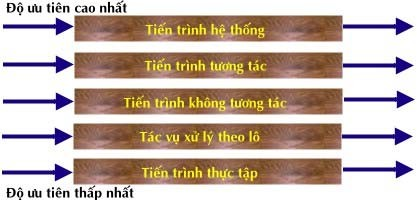 Độ ưu tiên cao nhất
Tiến trình hệ thống
Tiến trình tương tác
Tiến trình không tương tác
Tác vụ xử lý theo lô
Tiến trình thực tập
Độ ưu tiên thấp nhất